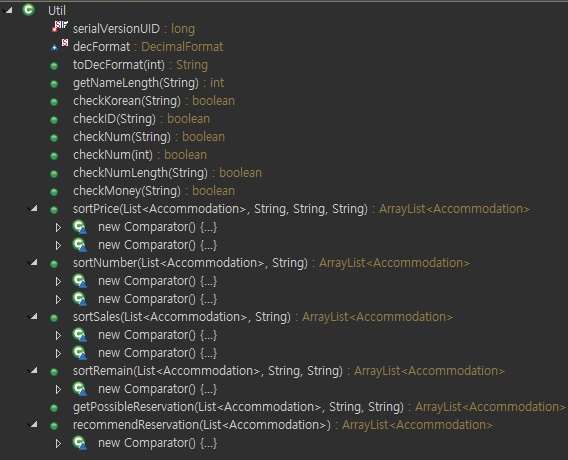 Util
serialVersionUID : long
decFormat : DecimalFormat
toDecFormat(int) : String
getNameLength(String) : int
checkKorean(String) : boolean
checkID(String) : boolean
checkNum(String) : boolean
checkNum(int) : boolean
checkNumLength(String) : boolean
checkMoney(String) : boolean
sortPrice(List<Accommodation>, String, String, String) : ArrayList<Accommodation>
new Comparator() {...}
new Comparator() {...}
sortNumber(List<Accommodation>, String) : ArrayList<Accommodation>
new Comparator() {...}
new Comparator() {...}
sortSales(List<Accommodation>, String) : ArrayList<Accommodation>
new Comparator() {...}
new Comparator() {...}
sortRemain(List<Accommodation>, String, String) : ArrayList<Accommodation>
new Comparator() {...}
getPossibleReservation(List<Accommodation>, String, String) : ArrayList<Accommodation>
recommendReservation(List<Accommodation>) : ArrayList<Accommodation>
new Comparator() {...}